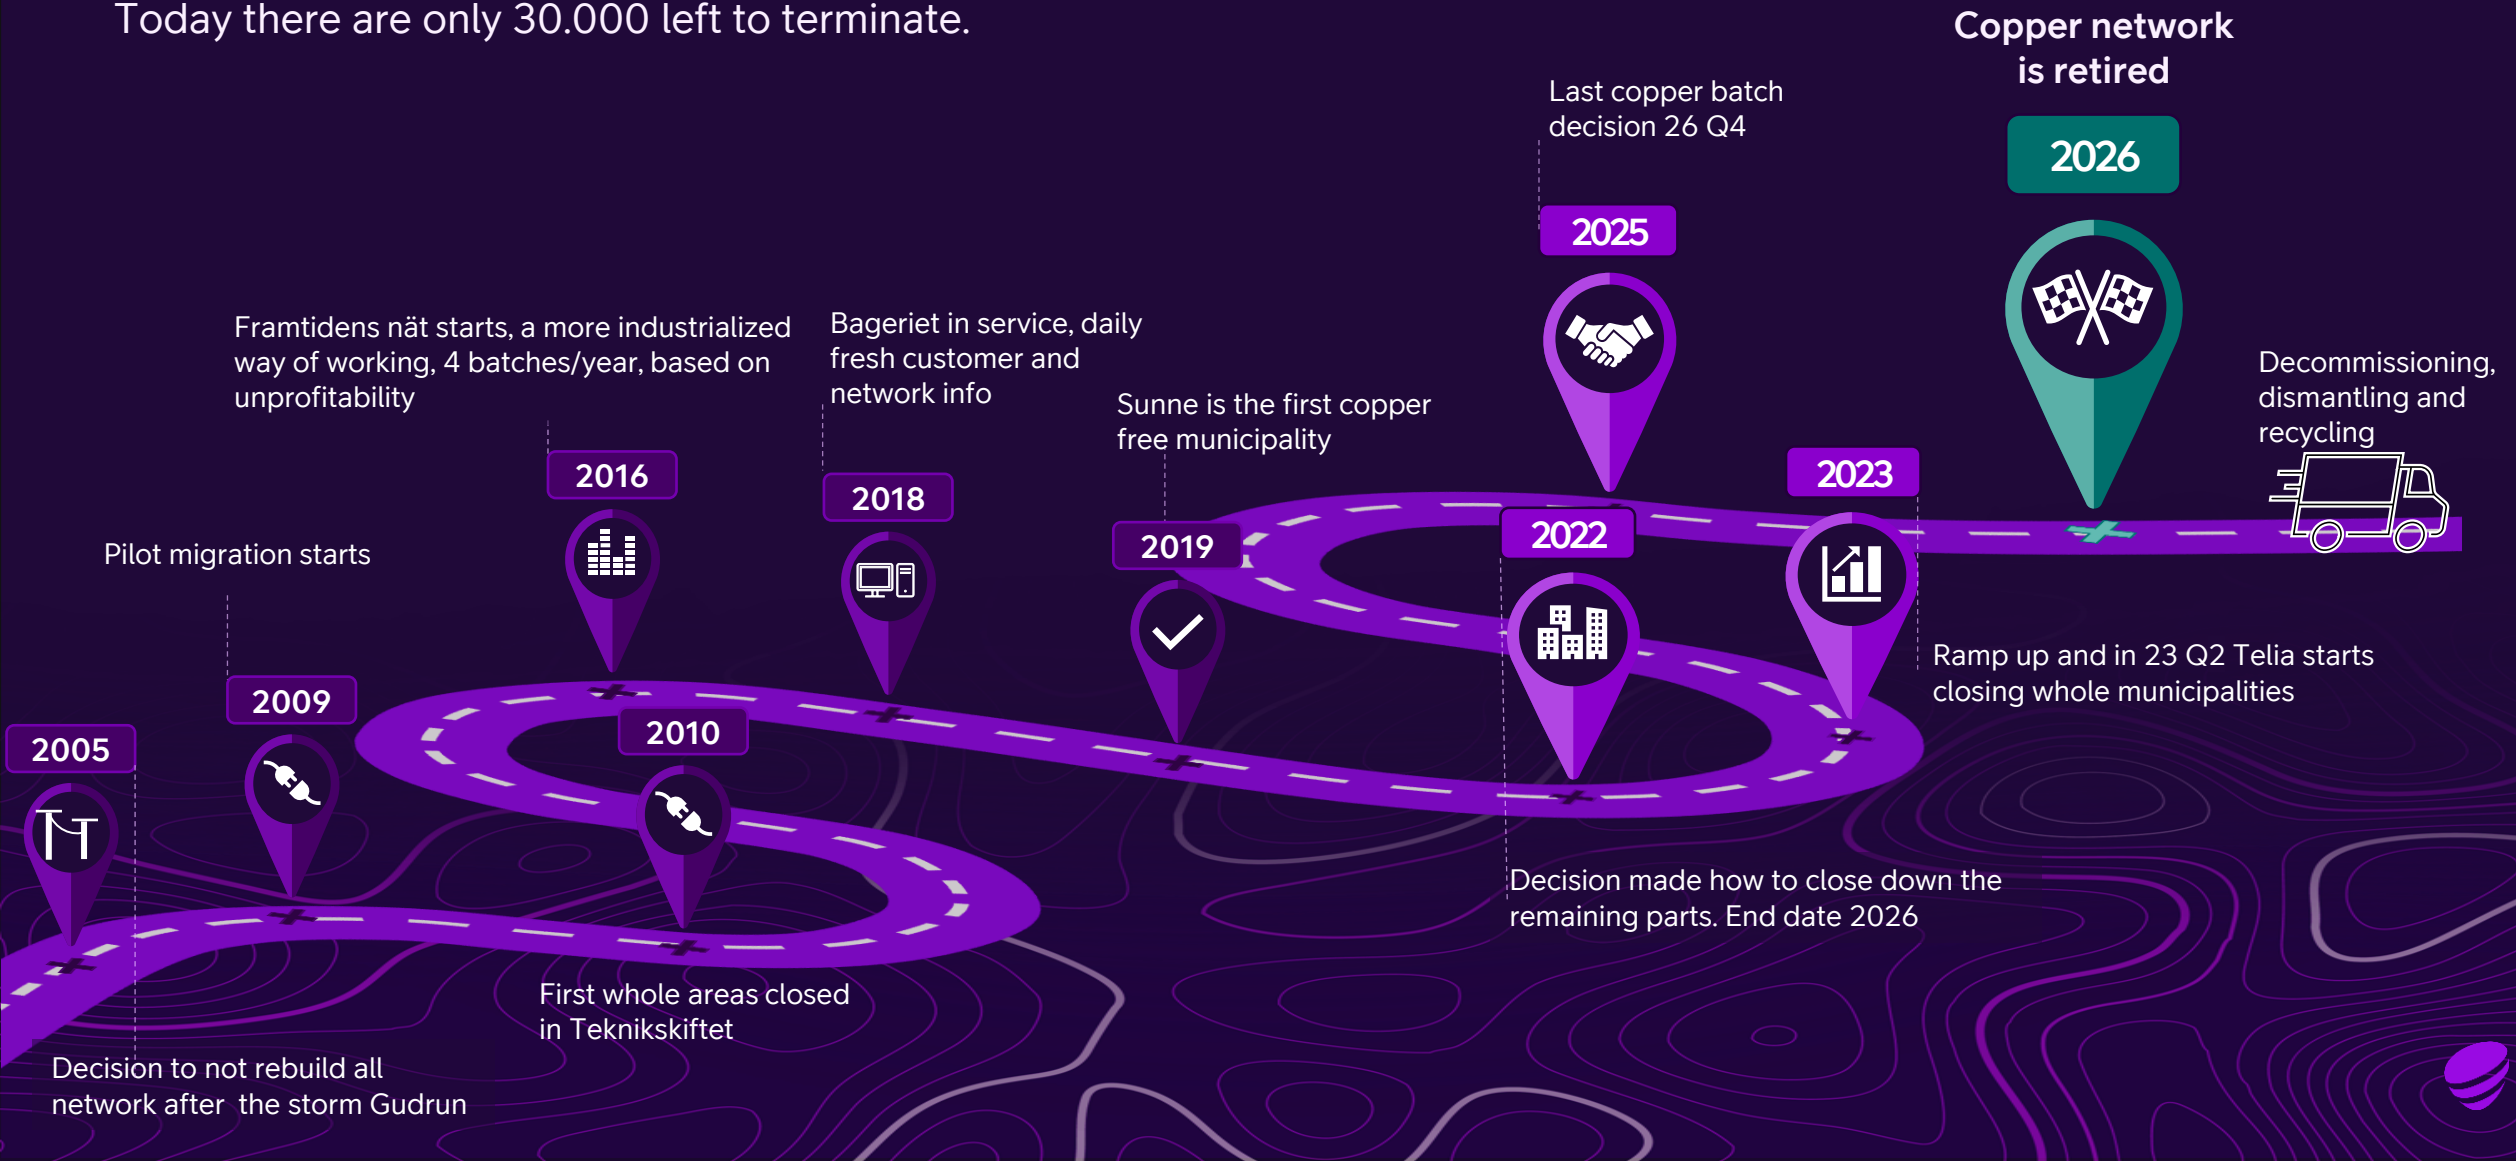 Today there are only 30.000 left to terminate.
Copper network
is retired
2026
Last copper batch
decision 26 Q4
2025
Framtidens nät starts, a more industrialized
way of working, 4 batches/year, based on
unprofitability
2016
Bageriet in service, daily
fresh customer and
network info
2018
Sunne is the first copper
free municipality
2019
Decommissioning,
dismantling and
recycling
2023
Ramp up and in 23 Q2 Telia starts
closing whole municipalities
2022
Decision made how to close down the
remaining parts. End date 2026
Pilot migration starts
2009
2010
First whole areas closed
in Teknikskiftet
2005
Decision to not rebuild all
network after  the storm Gudrun